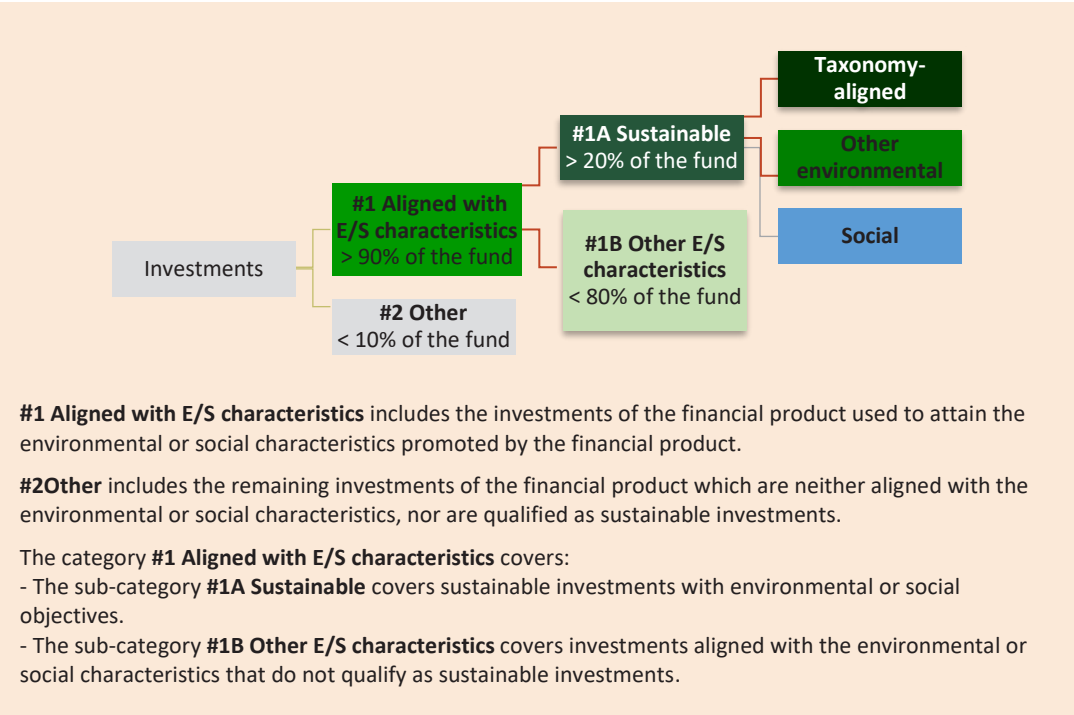 Taxonomy-
aligned
#1A Sustainable
> 20% of the fund
Other
environmental
#1 Aligned with
E/S characteristics
> 90% of the fund
Social
#1B Other E/S
characteristics
< 80% of the fund
Investments
#2 Other
< 10% of the fund
#1 Aligned with E/S characteristics includes the investments of the financial product used to attain the
environmental or social characteristics promoted by the financial product.
#2Other includes the remaining investments of the financial product which are neither aligned with the
environmental or social characteristics, nor are qualified as sustainable investments.
The category #1 Aligned with E/S characteristics covers:
- The sub-category #1A Sustainable covers sustainable investments with environmental or social
objectives.
- The sub-category #1B Other E/S characteristics covers investments aligned with the environmental or
social characteristics that do not qualify as sustainable investments.